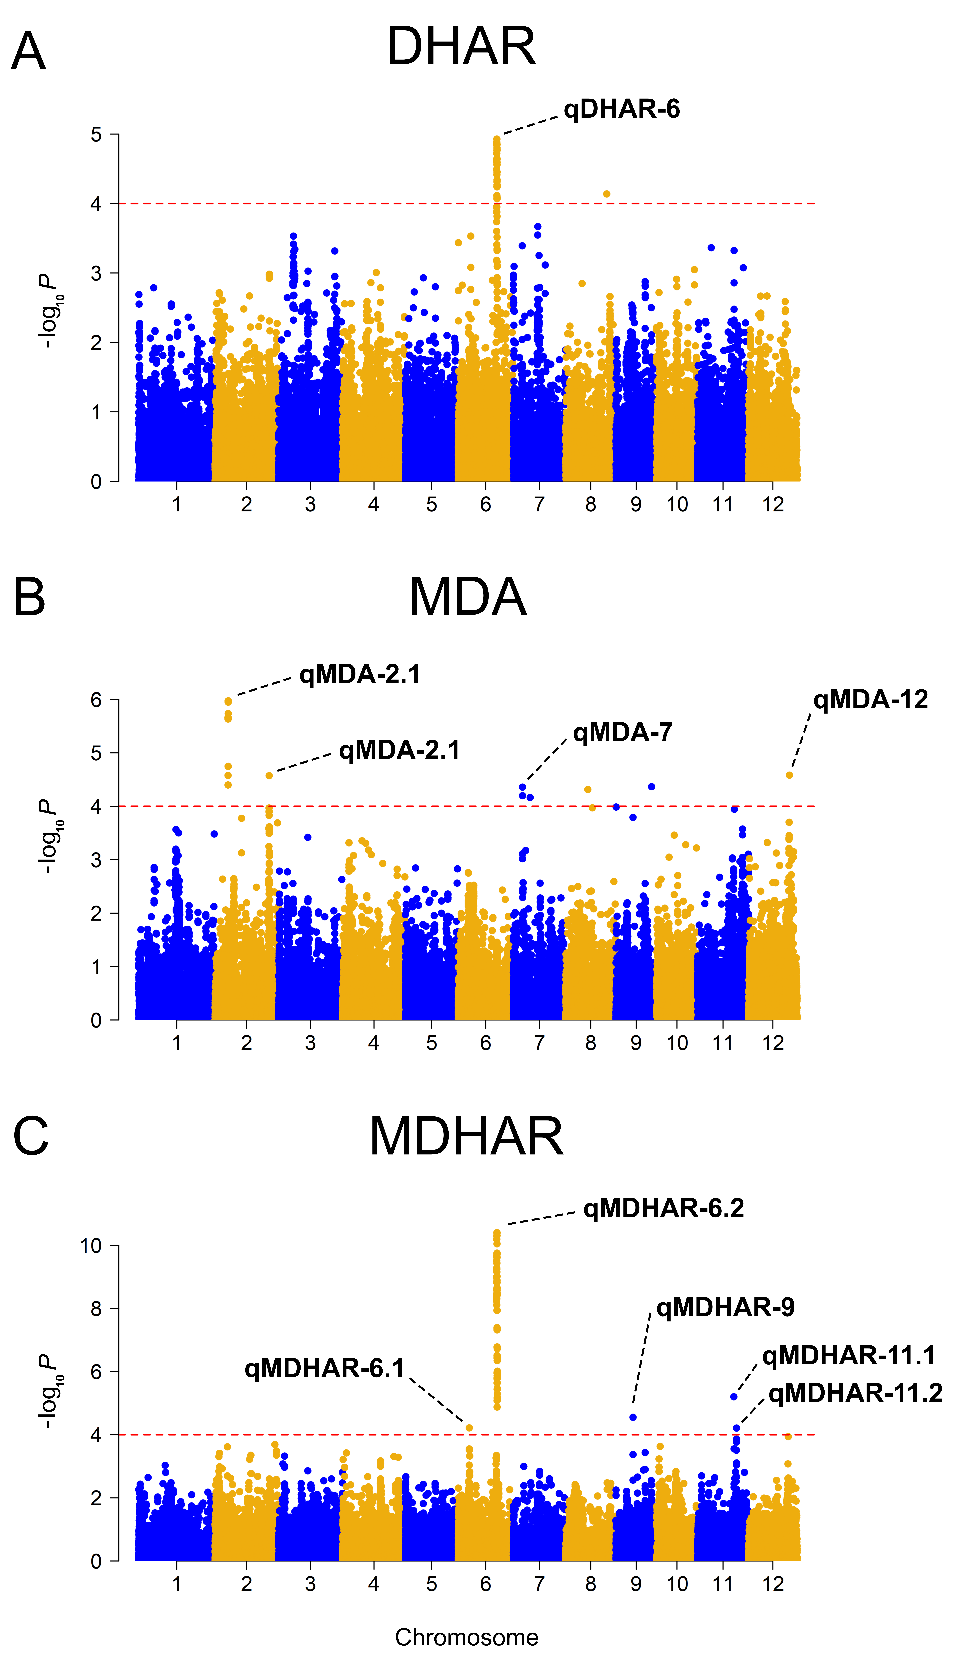 A
DHAR
qDHAR-6
5
4
3
2
1
0
-log10 P
1 2 3 4 5 6 7 8 9 10 11 12
B
MDA
qMDA-2.1
qMDA-2.1
qMDA-7
qMDA-12
6
5
4
3
2
1
0
-log10 P
1 2 3 4 5 6 7 8 9 10 11 12
C
MDHAR
qMDHAR-6.2
qMDHAR-9
qMDHAR-6.1
qMDHAR-11.1
qMDHAR-11.2
10
8
6
4
2
0
-log10 P
1 2 3 4 5 6 7 8 9 10 11 12
Chromosome